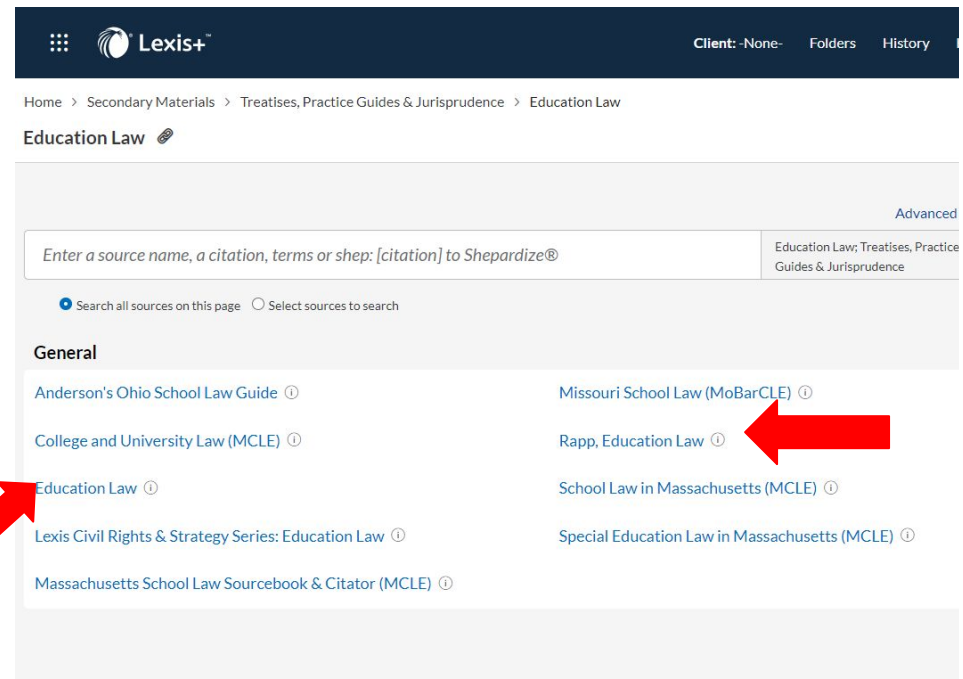 Lexis+™
Client: -None- Folders History
Home > Secondary Materials > Treatises, Practice Guides & Jurisprudence > Education Law
Education Law
Advanced
Enter a source name, a citation, terms or shep: [citation] to Shepardize®
Education Law; Treatises, Practice
Guides & Jurisprudence
Search all sources on this page Select sources to search
General
Anderson's Ohio School Law Guide
Missouri School Law (MoBarCLE)
College and University Law (MCLE)
Rapp, Education Law
Education Law
School Law in Massachusetts (MCLE)
Lexis Civil Rights & Strategy Series: Education Law
Special Education Law in Massachusetts (MCLE)
Massachusetts School Law Sourcebook & Citator (MCLE)